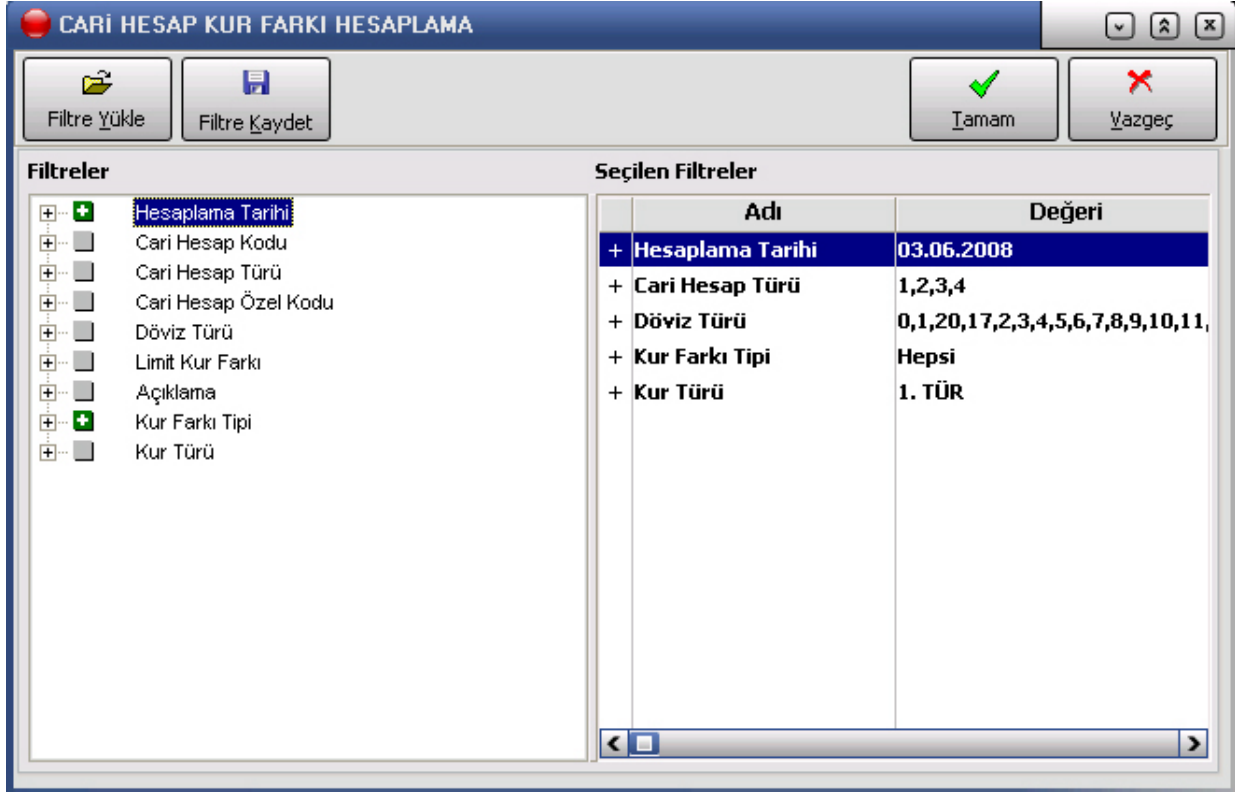 CARİ HESAP KUR FARKI HESAPLAMA
Filtre Yükle
Filtre Kaydet
Tamam
Vazgeç
Filtreler
Hesaplama Tarihi
Cari Hesap Kodu
Cari Hesap Türü
Cari Hesap Özel Kodu
Döviz Türü
Limit Kur Farkı
Açıklama
Kur Farkı Tipi
Kur Türü
Seçilen Filtreler
Adı Değeri
+ Hesaplama Tarihi 03.06.2008
+ Cari Hesap Türü 1,2,3,4
+ Döviz Türü 0,1,20,17,2,3,4,5,6,7,8,9,10,11,
+ Kur Farkı Tipi Hepsi
+ Kur Türü 1. TÜR